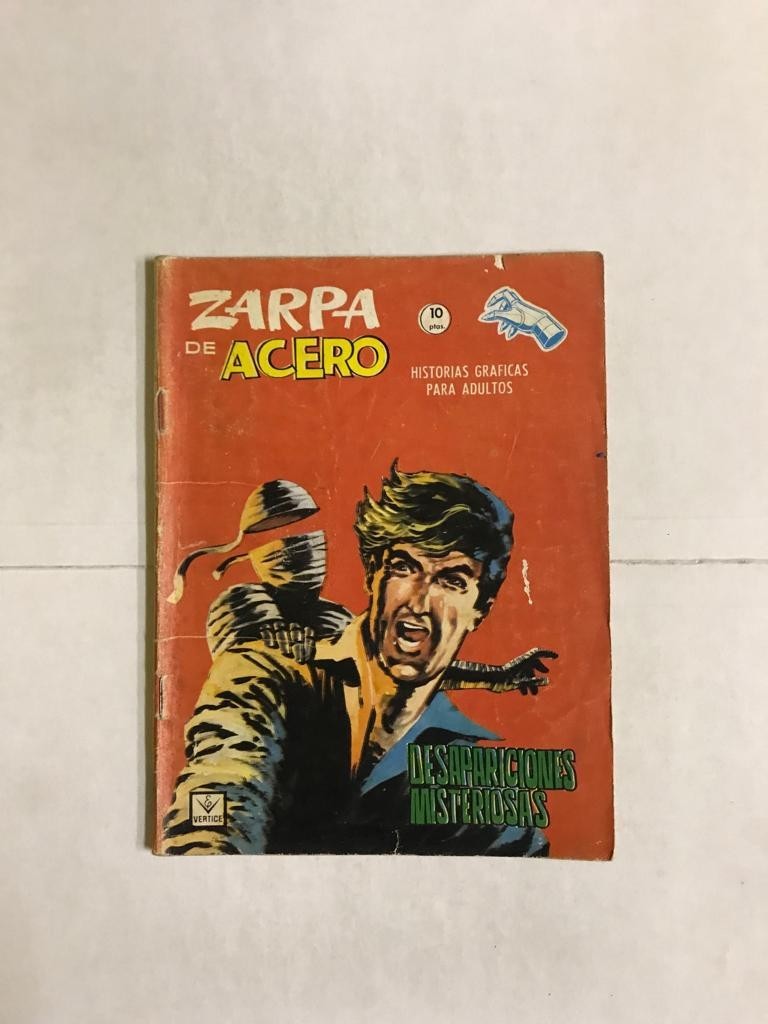 ZARPA
DE ACERO
10
ptas.
HISTORIAS GRAFICAS
PARA ADULTOS
DESAPARICIONES
MISTERIOSAS
VERTICE